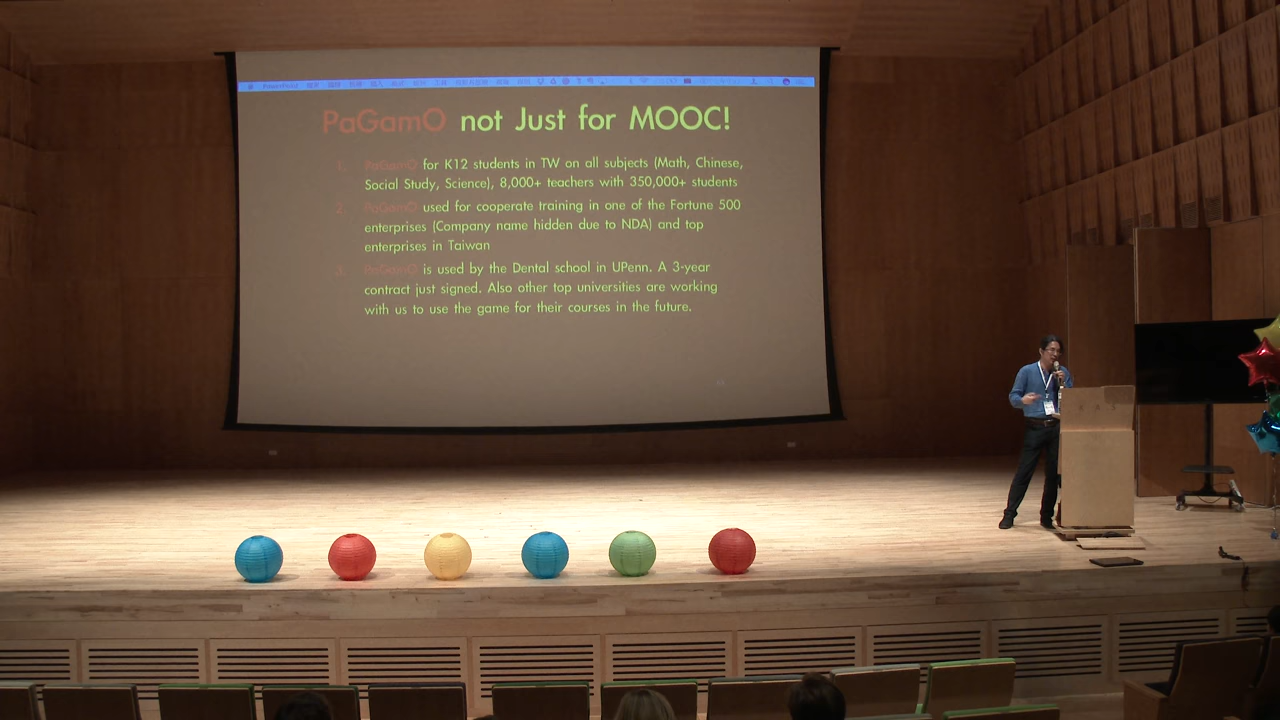 PowerPoint
PaGamO not Just for MOOC!
1. PaGamO for K12 students in TW on all subjects (Math, Chinese,
Social Study, Science), 8,000+ teachers with 350,000+ students
2. PaGamO used for cooperate training in one of the Fortune 500
enterprises (Company name hidden due to NDA) and top
enterprises in Taiwan
3. PaGamO is used by the Dental school in UPenn. A 3-year
contract just signed. Also other top universities are working
with us to use the game for their courses in the future.